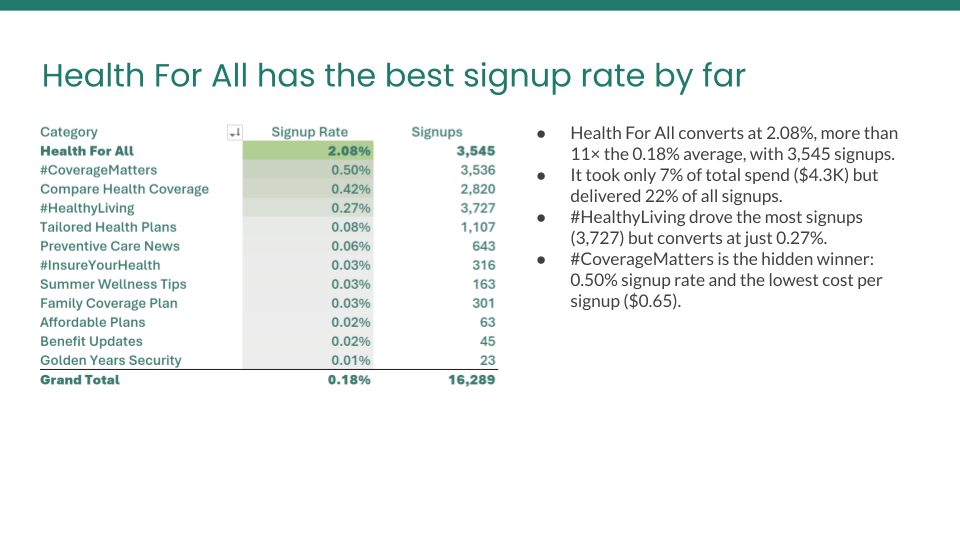 Health For All has the best signup rate by far
Category Signup Rate Signups
Health For All 2.08% 3,545
#CoverageMatters 0.50% 3,536
Compare Health Coverage 0.42% 2,820
#HealthyLiving 0.27% 3,727
Tailored Health Plans 0.08% 1,107
Preventive Care News 0.06% 643
#InsureYourHealth 0.03% 316
Summer Wellness Tips 0.03% 163
Family Coverage Plan 0.03% 301
Affordable Plans 0.02% 63
Benefit Updates 0.02% 45
Golden Years Security 0.01% 23
Grand Total 0.18% 16,289
● Health For All converts at 2.08%, more than
11× the 0.18% average, with 3,545 signups.
● It took only 7% of total spend ($4.3K) but
delivered 22% of all signups.
● #HealthyLiving drove the most signups
(3,727) but converts at just 0.27%.
● #CoverageMatters is the hidden winner:
0.50% signup rate and the lowest cost per
signup ($0.65).